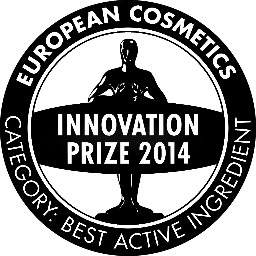 EUROPEAN COSMETICS
INNOVATION
PRIZE 2014
CATEGORY: BEST ACTIVE INGREDIENT